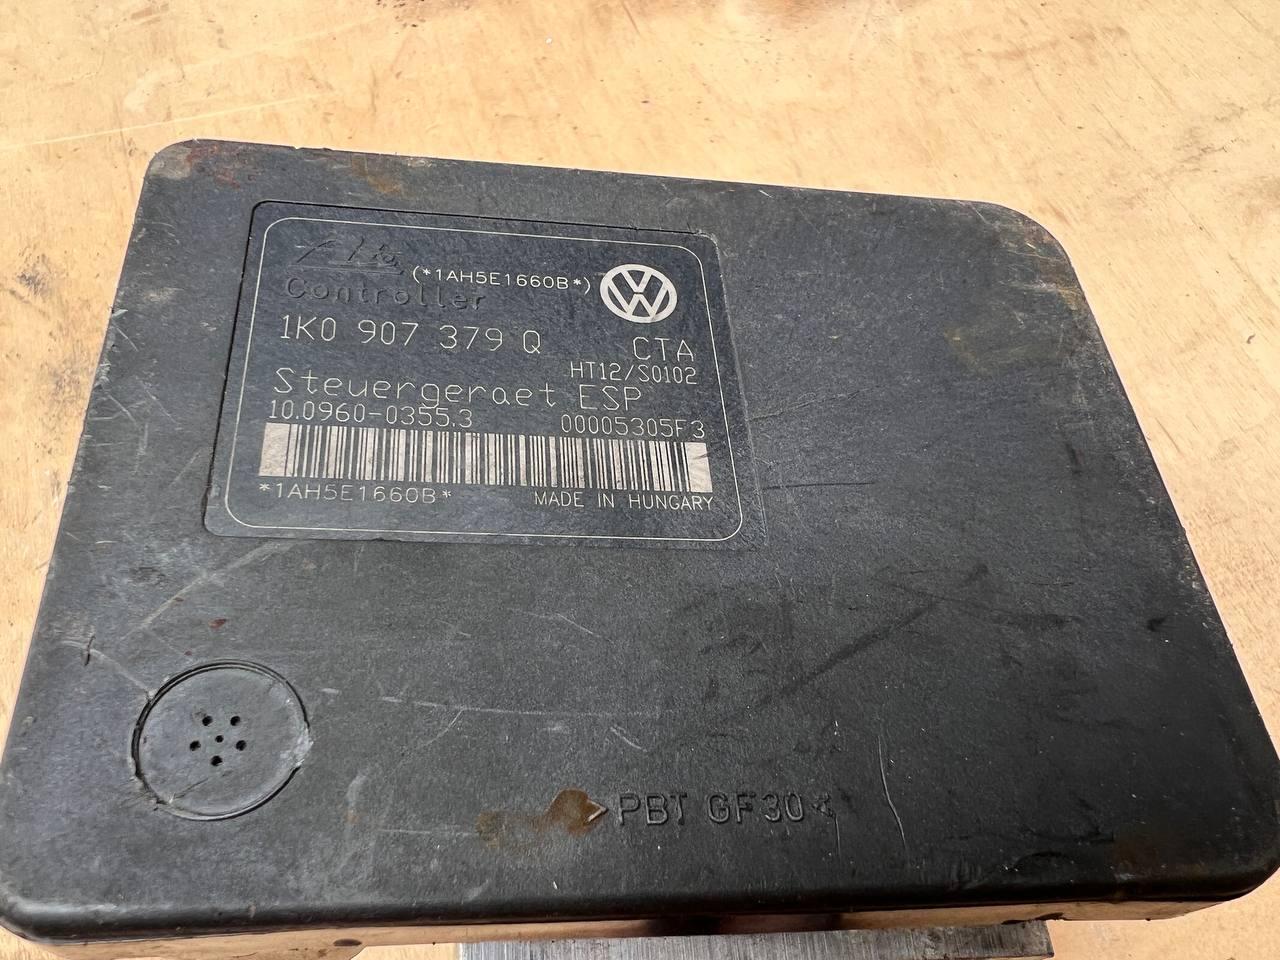 Ate
(*1AH5E1660B*)
Controller
1K0 907 379 Q
CTA
HT12/S0102
Steuergeraet ESP
10.0960-0355.3 00005305F3
*1AH5E1660B* MADE IN HUNGARY
>PBT GF30<